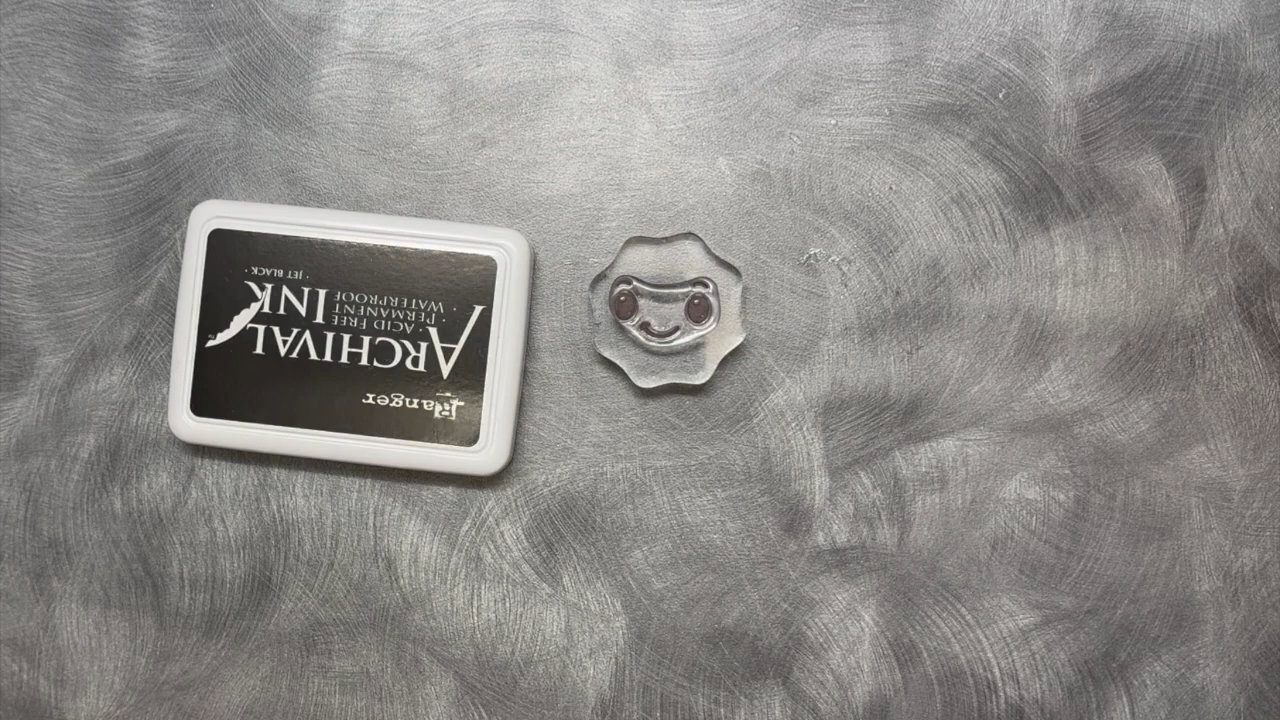 Ranger
ARCHIVAL
INK
· ACID FREE
· PERMANENT
· WATERPROOF
· JET BLACK ·